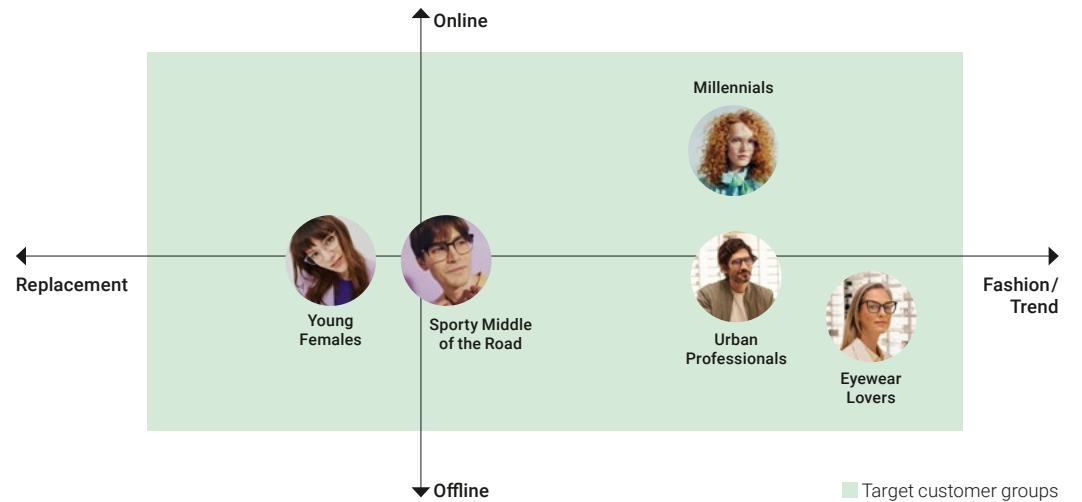 Online
Millennials
Replacement
Fashion/
Trend
Young
Females
Sporty Middle
of the Road
Urban
Professionals
Eyewear
Lovers
Offline
Target customer groups